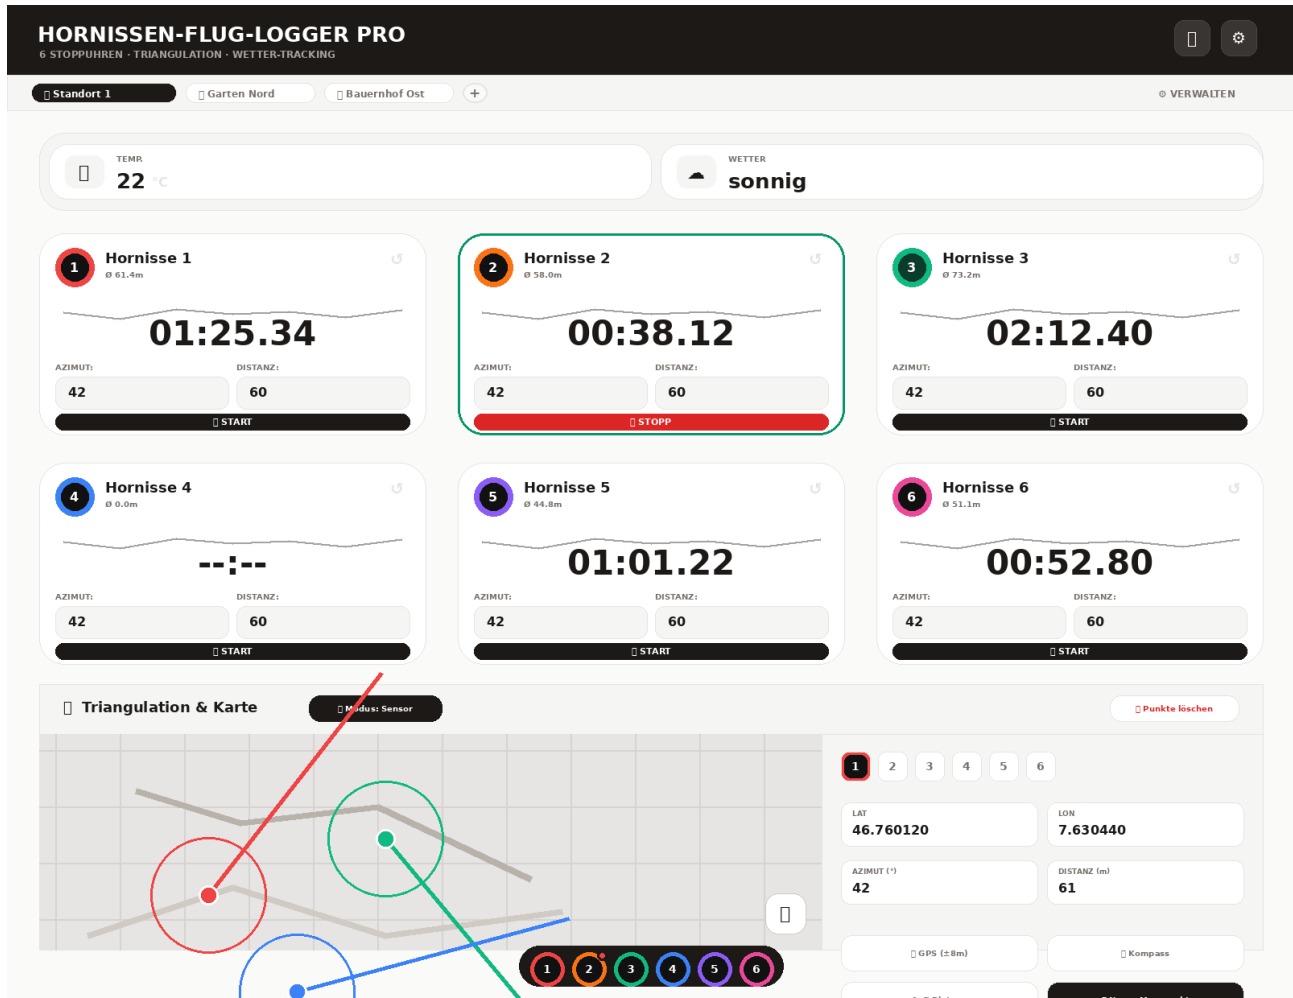 HORNISSEN-FLUG-LOGGER PRO
6 STOPPUHREN · TRIANGULATION · WETTER-TRACKING
Standort 1
Garten Nord
Bauernhof Ost
+
⚙ VERWALTEN
TEMP.
22 °C
WETTER
sonnig
1 Hornisse 1
Ø 61.4m
01:25.34
AZIMUT: DISTANZ:
42 60
START
2 Hornisse 2
Ø 58.0m
00:38.12
AZIMUT: DISTANZ:
42 60
STOPP
3 Hornisse 3
Ø 73.2m
02:12.40
AZIMUT: DISTANZ:
42 60
START
4 Hornisse 4
Ø 0.0m
--:--
AZIMUT: DISTANZ:
42 60
START
5 Hornisse 5
Ø 44.8m
01:01.22
AZIMUT: DISTANZ:
42 60
START
6 Hornisse 6
Ø 51.1m
00:52.80
AZIMUT: DISTANZ:
42 60
START
Triangulation & Karte
Modus: Sensor
Punkte löschen
1 2 3 4 5 6
LAT
46.760120
LON
7.630440
AZIMUT (°)
42
DISTANZ (m)
61
GPS (±8m)
Kompass
1 2 3 4 5 6